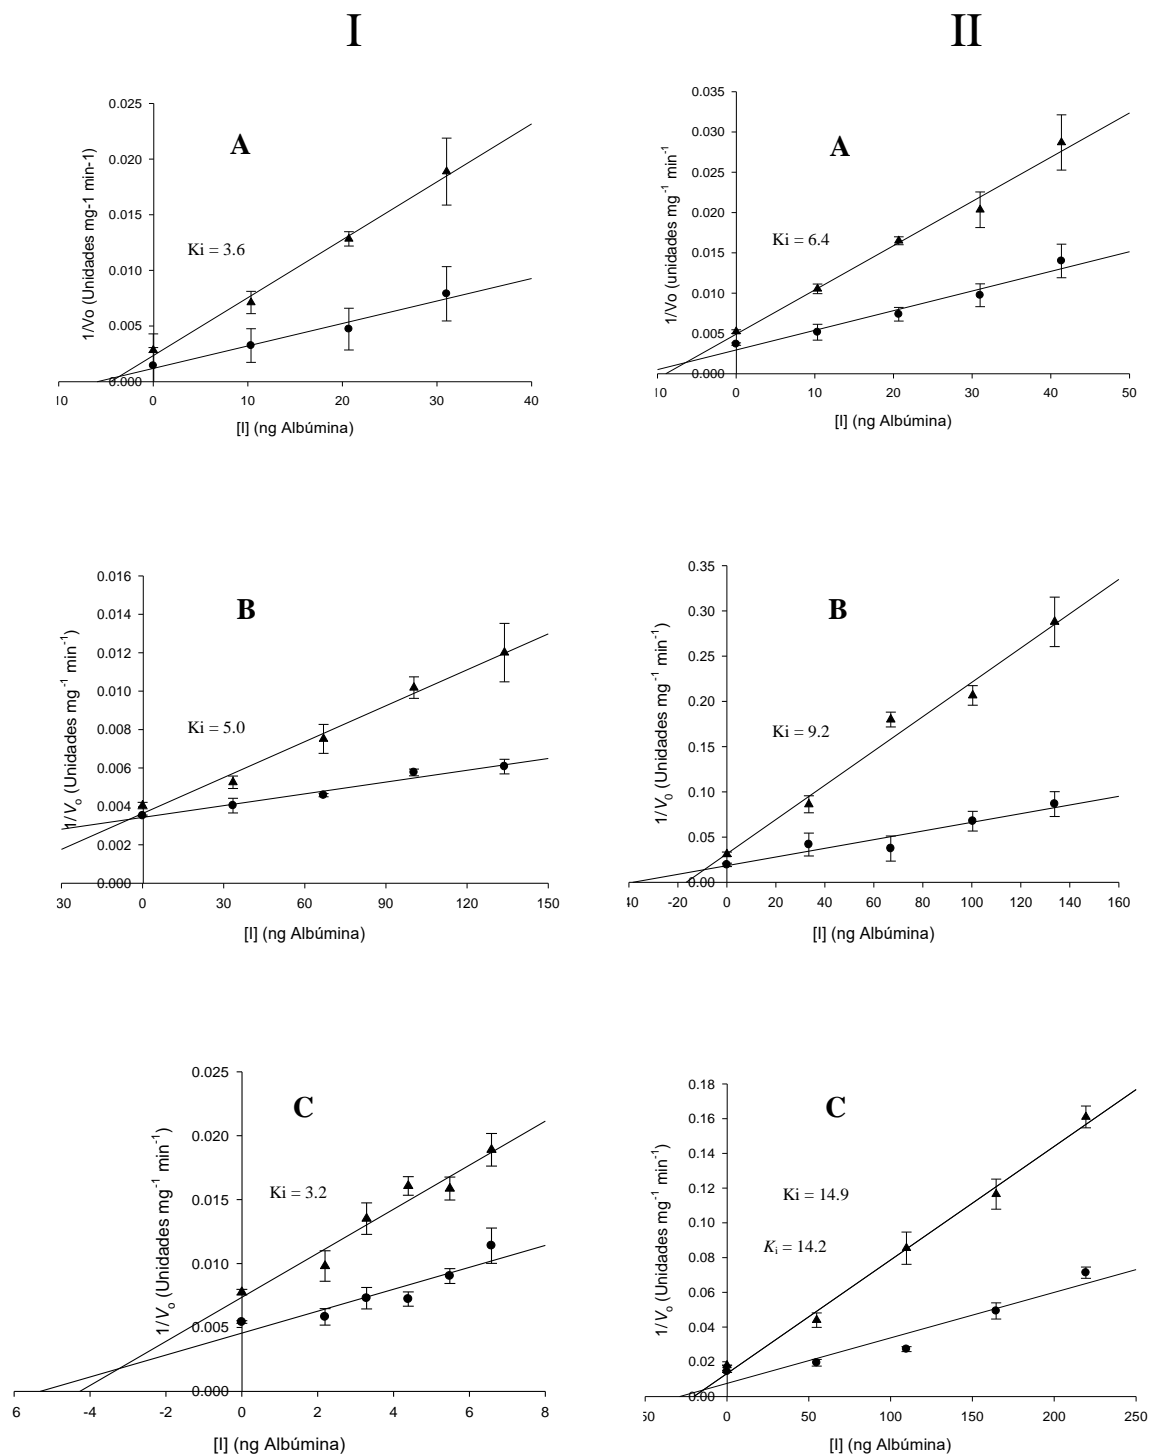 I
II
A
Ki = 3.6
1/Vo (Unidades mg-1 min-1)
0.025
0.020
0.015
0.010
0.005
0.000
10 0 10 20 30 40
[I] (ng Albúmina)
A
Ki = 6.4
1/Vo (unidades mg⁻¹ min⁻¹
0.035
0.030
0.025
0.020
0.015
0.010
0.005
0.000
10 0 10 20 30 40 50
[I] (ng Albúmina)
B
Ki = 5.0
1/Vo (Unidades mg⁻¹ min⁻¹)
0.016
0.014
0.012
0.010
0.008
0.006
0.004
0.002
0.000
30 0 30 60 90 120 150
[I] (ng Albúmina)
B
Ki = 9.2
1/Vo (Unidades mg⁻¹ min⁻¹)
0.35
0.30
0.25
0.20
0.15
0.10
0.05
0.00
40 -20 0 20 40 60 80 100 120 140 160
[I] (ng Albúmina)
C
Ki = 3.2
1/Vo (Unidades mg⁻¹ min⁻¹)
0.025
0.020
0.015
0.010
0.005
0.000
6 -4 -2 0 2 4 6 8
[I] (ng Albúmina)
C
Ki = 14.9
Ki = 14.2
1/Vo (Unidades mg⁻¹ min⁻¹)
0.18
0.16
0.14
0.12
0.10
0.08
0.06
0.04
0.02
0.00
50 0 50 100 150 200 250
[I] (ng Albúmina)